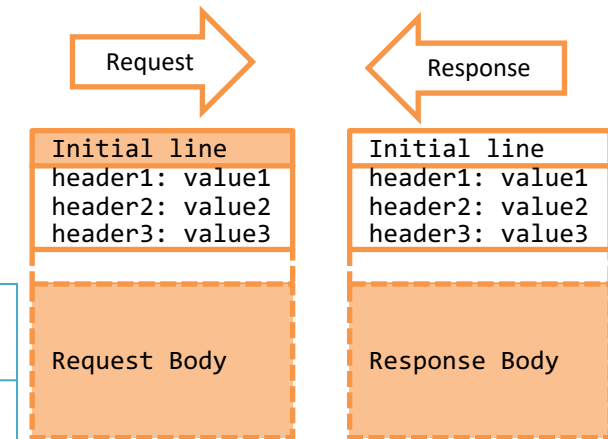 Request
Response
Initial line
header1: value1
header2: value2
header3: value3
Request Body
Initial line
header1: value1
header2: value2
header3: value3
Response Body